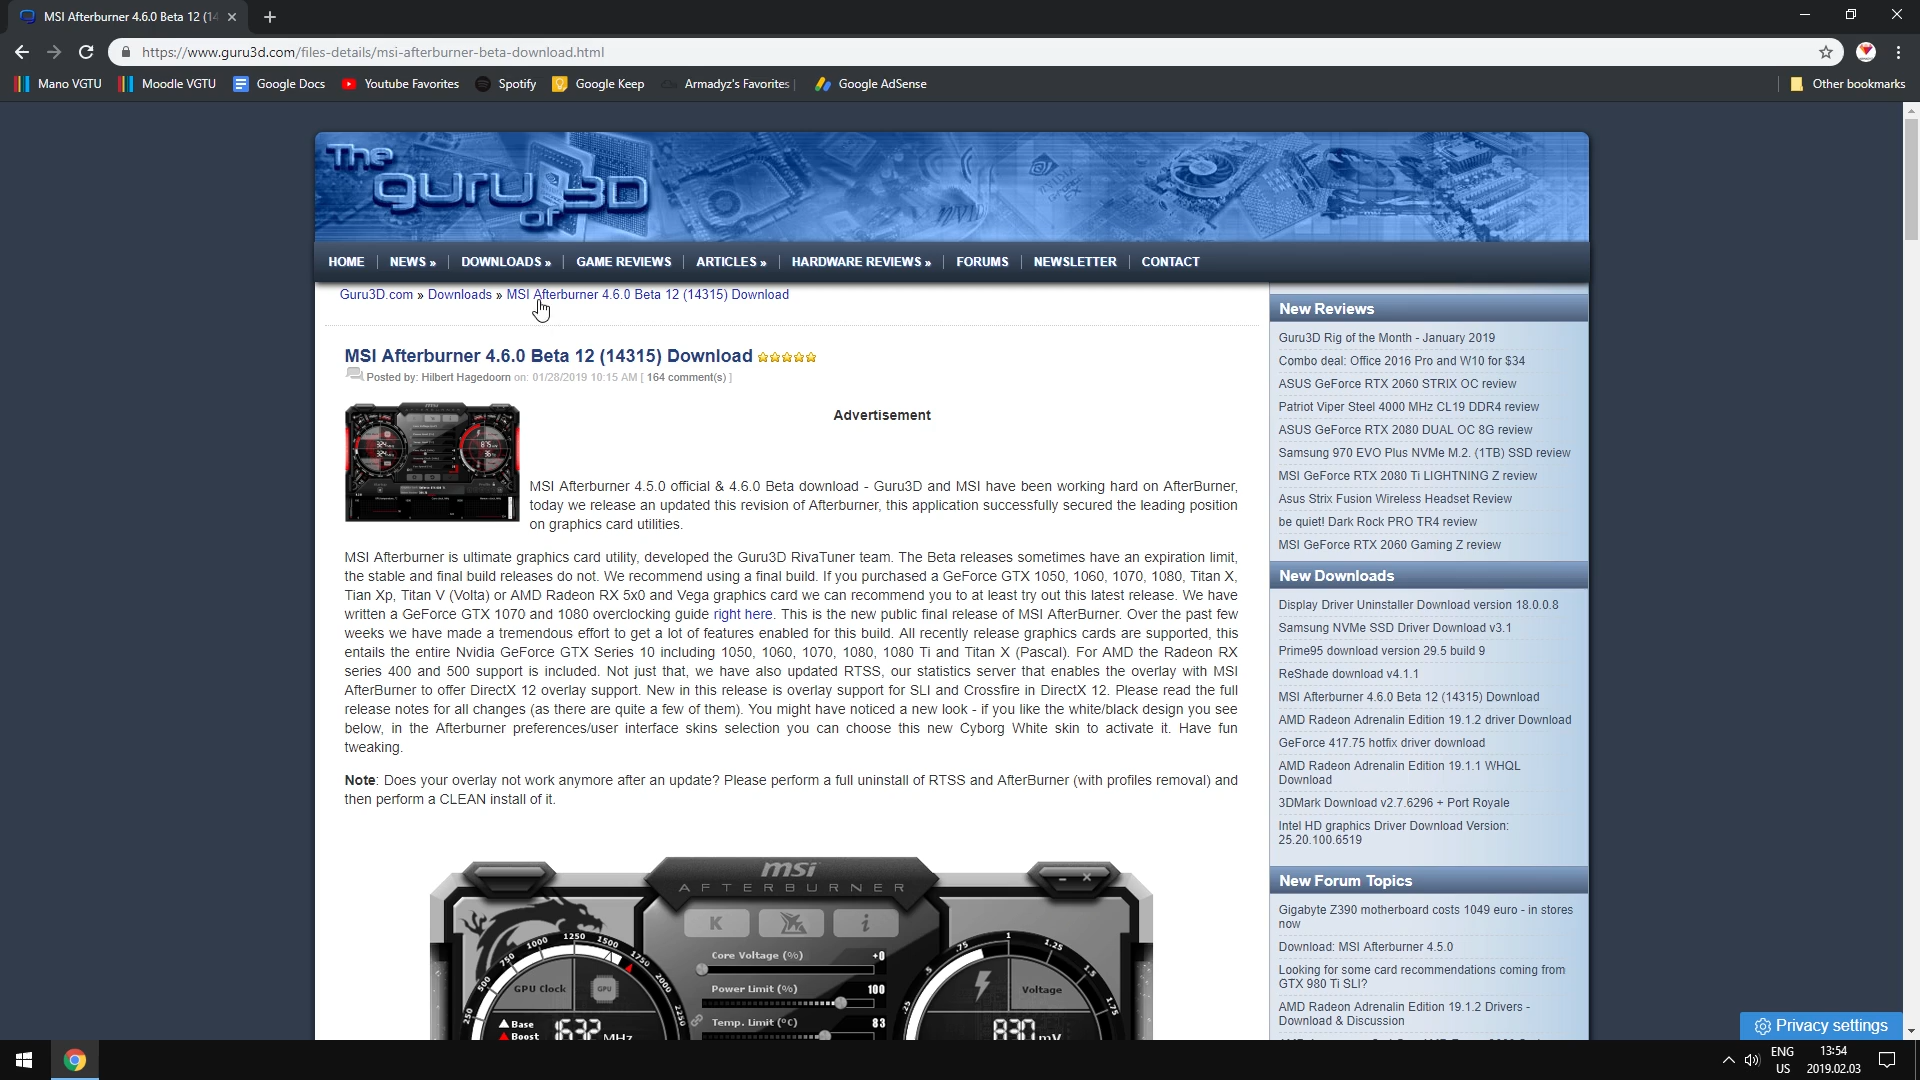 MSI Afterburner 4.6.0 Beta 12 (14
https://www.guru3d.com/files-details/msi-afterburner-beta-download.html
Mano VGTU Moodle VGTU Google Docs Youtube Favorites Spotify Google Keep Armadyz's Favorites Google AdSense Other bookmarks
The guru of 3D
HOME NEWS » DOWNLOADS » GAME REVIEWS ARTICLES » HARDWARE REVIEWS » FORUMS NEWSLETTER CONTACT
Guru3D.com » Downloads » MSI Afterburner 4.6.0 Beta 12 (14315) Download
MSI Afterburner 4.6.0 Beta 12 (14315) Download
Posted by: Hilbert Hagedoorn on: 01/28/2019 10:15 AM [ 164 comment(s) ]
Advertisement
MSI Afterburner 4.5.0 official & 4.6.0 Beta download - Guru3D and MSI have been working hard on AfterBurner,
today we release an updated this revision of Afterburner, this application successfully secured the leading position
on graphics card utilities.
MSI Afterburner is ultimate graphics card utility, developed the Guru3D RivaTuner team. The Beta releases sometimes have an expiration limit,
the stable and final build releases do not. We recommend using a final build. If you purchased a GeForce GTX 1050, 1060, 1070, 1080, Titan X,
Tian Xp, Titan V (Volta) or AMD Radeon RX 5x0 and Vega graphics card we can recommend you to at least try out this latest release. We have
written a GeForce GTX 1070 and 1080 overclocking guide right here. This is the new public final release of MSI AfterBurner. Over the past few
weeks we have made a tremendous effort to get a lot of features enabled for this build. All recently release graphics cards are supported, this
entails the entire Nvidia GeForce GTX Series 10 including 1050, 1060, 1070, 1080, 1080 Ti and Titan X (Pascal). For AMD the Radeon RX
series 400 and 500 support is included. Not just that, we have also updated RTSS, our statistics server that enables the overlay with MSI
AfterBurner to offer DirectX 12 overlay support. New in this release is overlay support for SLI and Crossfire in DirectX 12. Please read the full
release notes for all changes (as there are quite a few of them). You might have noticed a new look - if you like the white/black design you see
below, in the Afterburner preferences/user interface skins selection you can choose this new Cyborg White skin to activate it. Have fun
tweaking.
Note: Does your overlay not work anymore after an update? Please perform a full uninstall of RTSS and AfterBurner (with profiles removal) and
then perform a CLEAN install of it.
msi
AFTERBURNER
K i
Core Voltage (%) +0
Power Limit (%) 100
Temp. Limit (°C) 83
250 500 750 1000 1250 1500 1750 2000 2250
GPU Clock GPU
Base
Boost
1632 MHz
.25 .5 .75 1 1.25 1.5 1.75
Voltage
830 mV
New Reviews
Guru3D Rig of the Month - January 2019
Combo deal: Office 2016 Pro and W10 for $34
ASUS GeForce RTX 2060 STRIX OC review
Patriot Viper Steel 4000 MHz CL19 DDR4 review
ASUS GeForce RTX 2080 DUAL OC 8G review
Samsung 970 EVO Plus NVMe M.2. (1TB) SSD review
MSI GeForce RTX 2080 Ti LIGHTNING Z review
Asus Strix Fusion Wireless Headset Review
be quiet! Dark Rock PRO TR4 review
MSI GeForce RTX 2060 Gaming Z review
New Downloads
Display Driver Uninstaller Download version 18.0.0.8
Samsung NVMe SSD Driver Download v3.1
Prime95 download version 29.5 build 9
ReShade download v4.1.1
MSI Afterburner 4.6.0 Beta 12 (14315) Download
AMD Radeon Adrenalin Edition 19.1.2 driver Download
GeForce 417.75 hotfix driver download
AMD Radeon Adrenalin Edition 19.1.1 WHQL
Download
3DMark Download v2.7.6296 + Port Royale
Intel HD graphics Driver Download Version:
25.20.100.6519
New Forum Topics
Gigabyte Z390 motherboard costs 1049 euro - in stores
now
Download: MSI Afterburner 4.5.0
Looking for some card recommendations coming from
GTX 980 Ti SLI?
AMD Radeon Adrenalin Edition 19.1.2 Drivers -
Download & Discussion
Privacy settings
ENG
US
13:54
2019.02.03